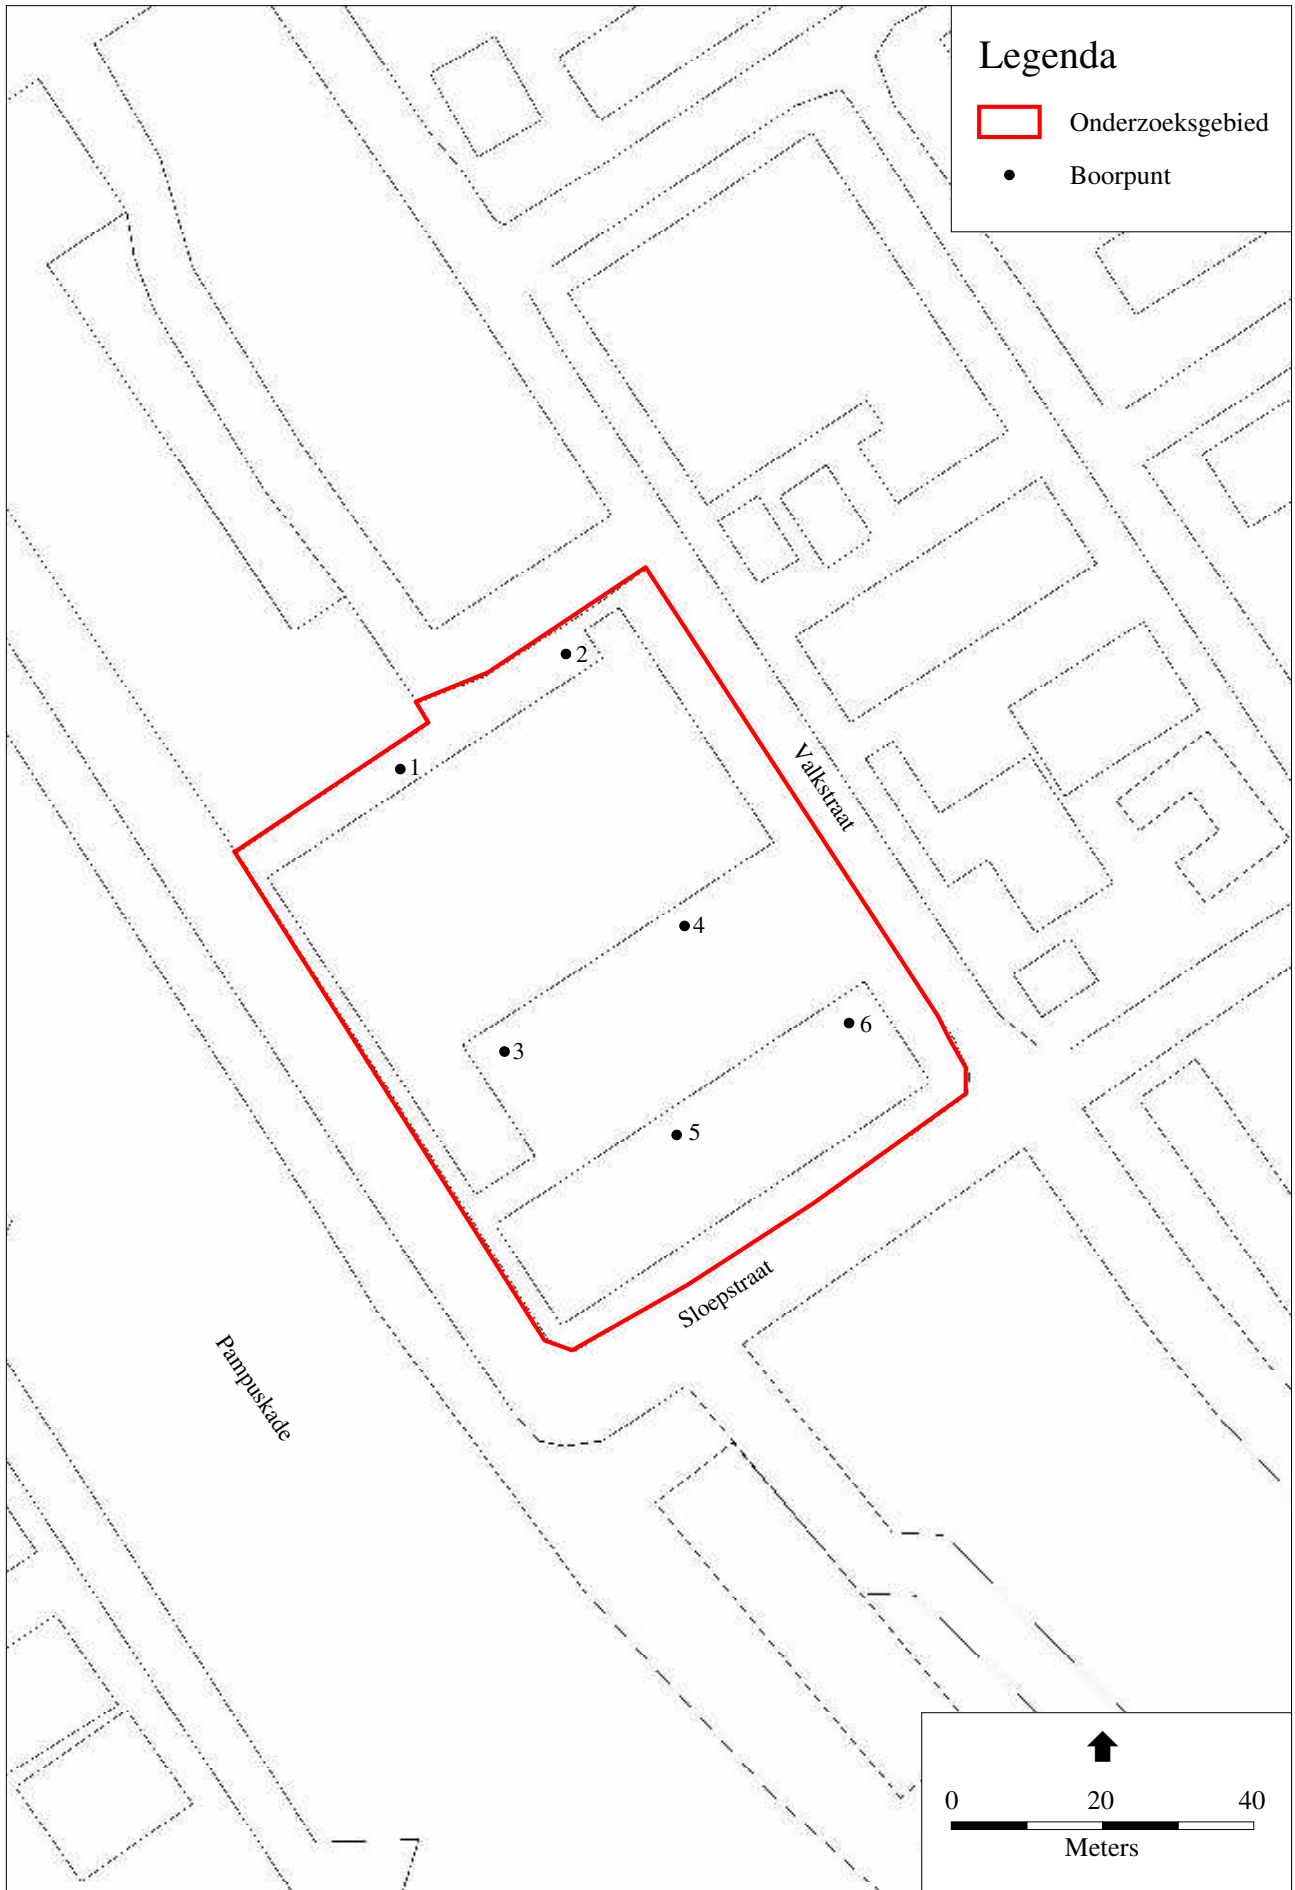 Legenda
Onderzoeksgebied
Boorpunt
2
1
Valkstraat
4
6
3
5
Sloepstraat
Pampuskade
0 20 40
Meters